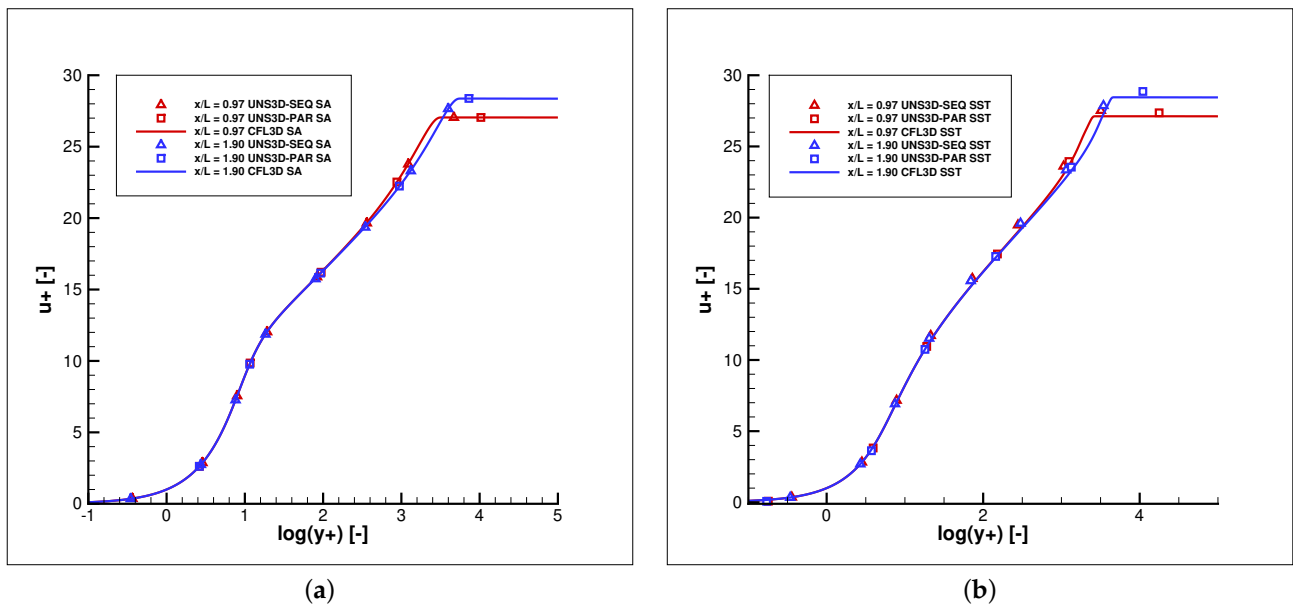 30
25
20
15
10
5
0
u+ [-]
x/L = 0.97 UNS3D-SEQ SA
x/L = 0.97 UNS3D-PAR SA
x/L = 0.97 CFL3D SA
x/L = 1.90 UNS3D-SEQ SA
x/L = 1.90 UNS3D-PAR SA
x/L = 1.90 CFL3D SA
-1 0 1 2 3 4 5
log(y+) [-]
(a)
30
25
20
15
10
5
0
u+ [-]
x/L = 0.97 UNS3D-SEQ SST
x/L = 0.97 UNS3D-PAR SST
x/L = 0.97 CFL3D SST
x/L = 1.90 UNS3D-SEQ SST
x/L = 1.90 UNS3D-PAR SST
x/L = 1.90 CFL3D SST
0 2 4
log(y+) [-]
(b)